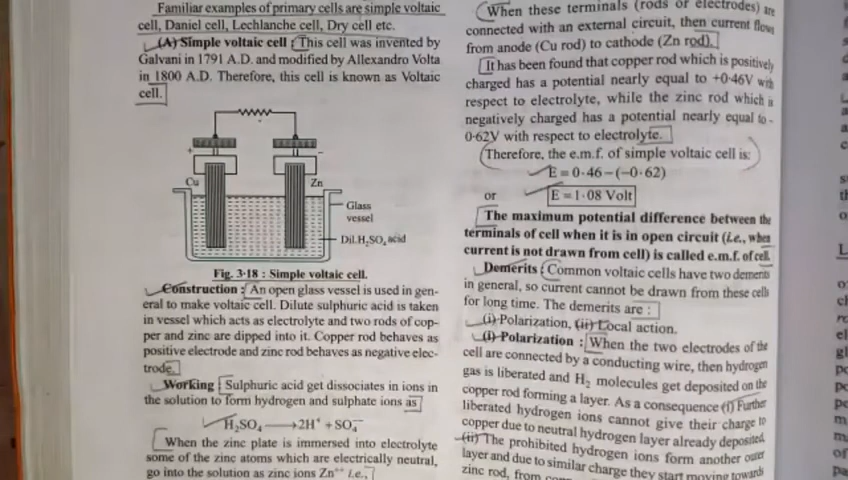 Familiar examples of primary cells are simple voltaic
cell, Daniel cell, Lechlanche cell, Dry cell etc.
(A) Simple voltaic cell : This cell was invented by
Galvani in 1791 A.D. and modified by Allexandro Volta
in 1800 A.D. Therefore, this cell is known as Voltaic
cell.
+
–
Cu
Zn
Glass
vessel
Dil.H₂SO₄ acid
Fig. 3·18 : Simple voltaic cell.
Construction : An open glass vessel is used in gen-
eral to make voltaic cell. Dilute sulphuric acid is taken
in vessel which acts as electrolyte and two rods of cop-
per and zinc are dipped into it. Copper rod behaves as
positive electrode and zinc rod behaves as negative elec-
trode.
Working : Sulphuric acid get dissociates in ions in
the solution to form hydrogen and sulphate ions as
H₂SO₄ ⟶ 2H⁺ + SO₄⁻
When the zinc plate is immersed into electrolyte
some of the zinc atoms which are electrically neutral,
go into the solution as zinc ions Zn⁺⁺ i.e.,
When these terminals (rods or electrodes) are
connected with an external circuit, then current flows
from anode (Cu rod) to cathode (Zn rod).
It has been found that copper rod which is positively
charged has a potential nearly equal to +0·46V with
respect to electrolyte, while the zinc rod which is
negatively charged has a potential nearly equal to -
0·62V with respect to electrolyte.
Therefore, the e.m.f. of simple voltaic cell is:
E = 0·46 – (–0·62)
or E = 1·08 Volt
The maximum potential difference between the
terminals of cell when it is in open circuit (i.e., when
current is not drawn from cell) is called e.m.f. of cell.
Demerits : Common voltaic cells have two demerits
in general, so current cannot be drawn from these cells
for long time. The demerits are :
(i) Polarization, (ii) Local action.
(i) Polarization : When the two electrodes of the
cell are connected by a conducting wire, then hydrogen
gas is liberated and H₂ molecules get deposited on the
copper rod forming a layer. As a consequence (i) Further
liberated hydrogen ions cannot give their charge to
copper due to neutral hydrogen layer already deposited.
(ii) The prohibited hydrogen ions form another outer
layer and due to similar charge they start moving towards
zinc rod, from